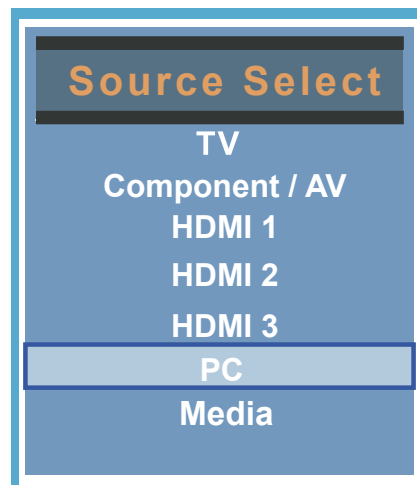 Source Select
TV
Component / AV
HDMI 1
HDMI 2
HDMI 3
PC
Media